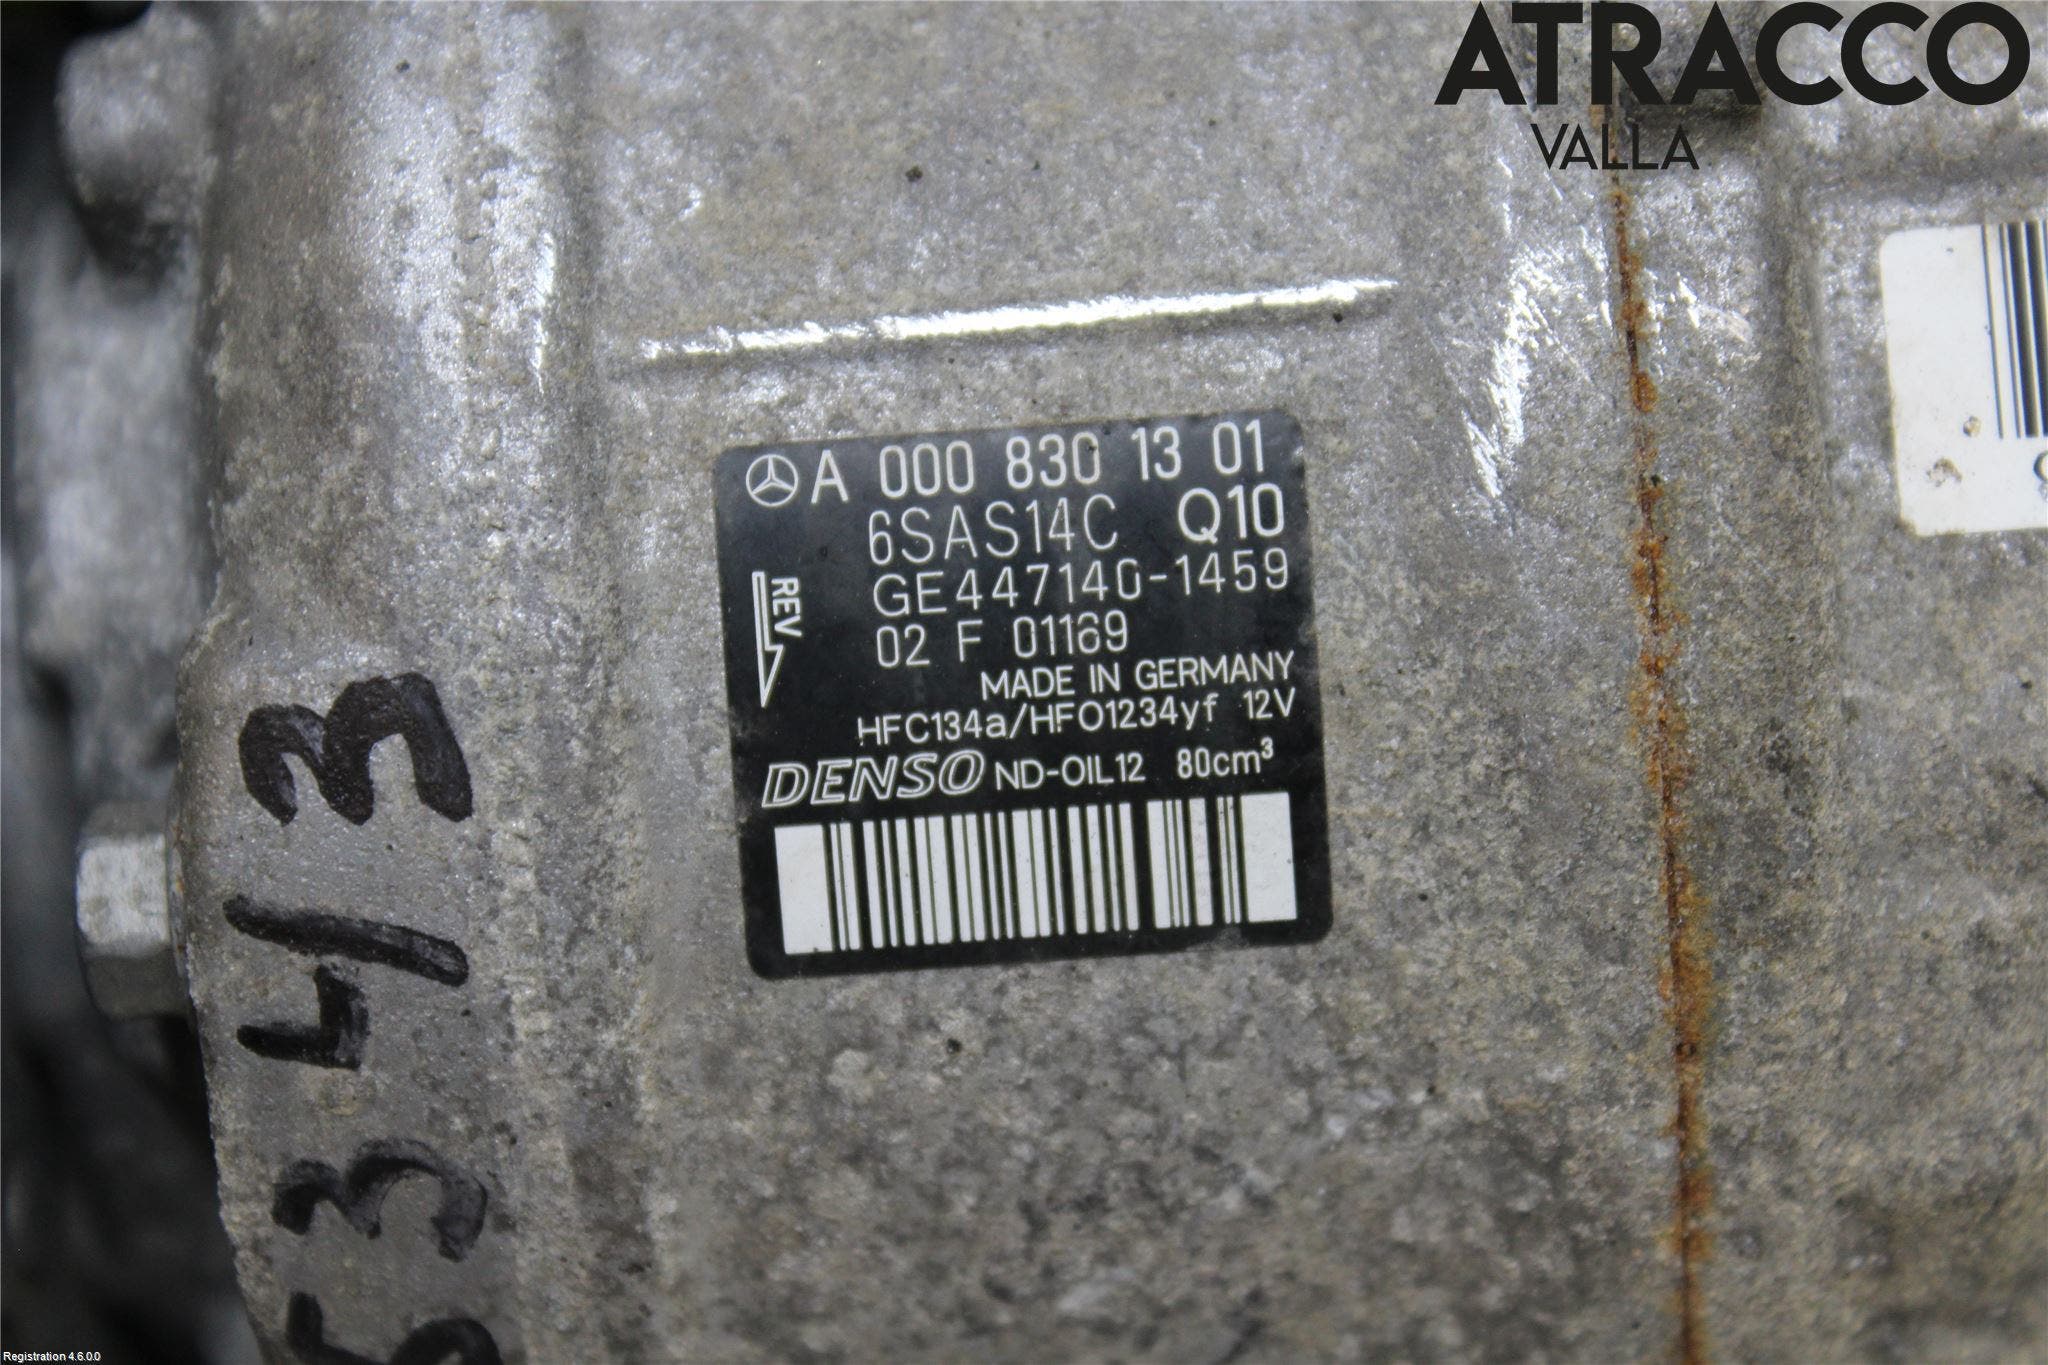 ATRACCO
VALLA
A 000 830 13 01
6SAS14C Q10
GE447140-1459
02 F 01169
REV
MADE IN GERMANY
HFC134a/HFO1234yf 12V
DENSO ND-OIL12 80cm³
Registration 4.6.0.0